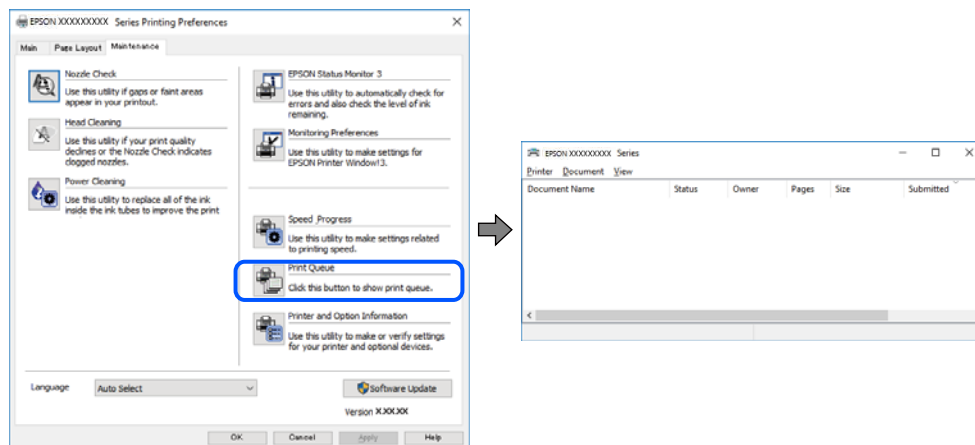 EPSON XXXXXXXXX Series Printing Preferences
Main Page Layout Maintenance
Nozzle Check
Use this utility if gaps or faint areas
appear in your printout.
Head Cleaning
Use this utility if your print quality
declines or the Nozzle Check indicates
clogged nozzles.
Power Cleaning
Use this utility to replace all of the ink
inside the ink tubes to improve the print
EPSON Status Monitor 3
Use this utility to automatically check for
errors and also check the level of ink
remaining.
Monitoring Preferences
Use this utility to make settings for
EPSON Printer Window!3.
Speed Progress
Use this utility to make settings related
to printing speed.
Print Queue
Click this button to show print queue.
Printer and Option Information
Use this utility to make or verify settings
for your printer and optional devices.
Language Auto Select
Software Update
Version X.XX.XX
OK Cancel Apply Help
EPSON XXXXXXXXX Series
Printer Document View
Document Name Status Owner Pages Size Submitted